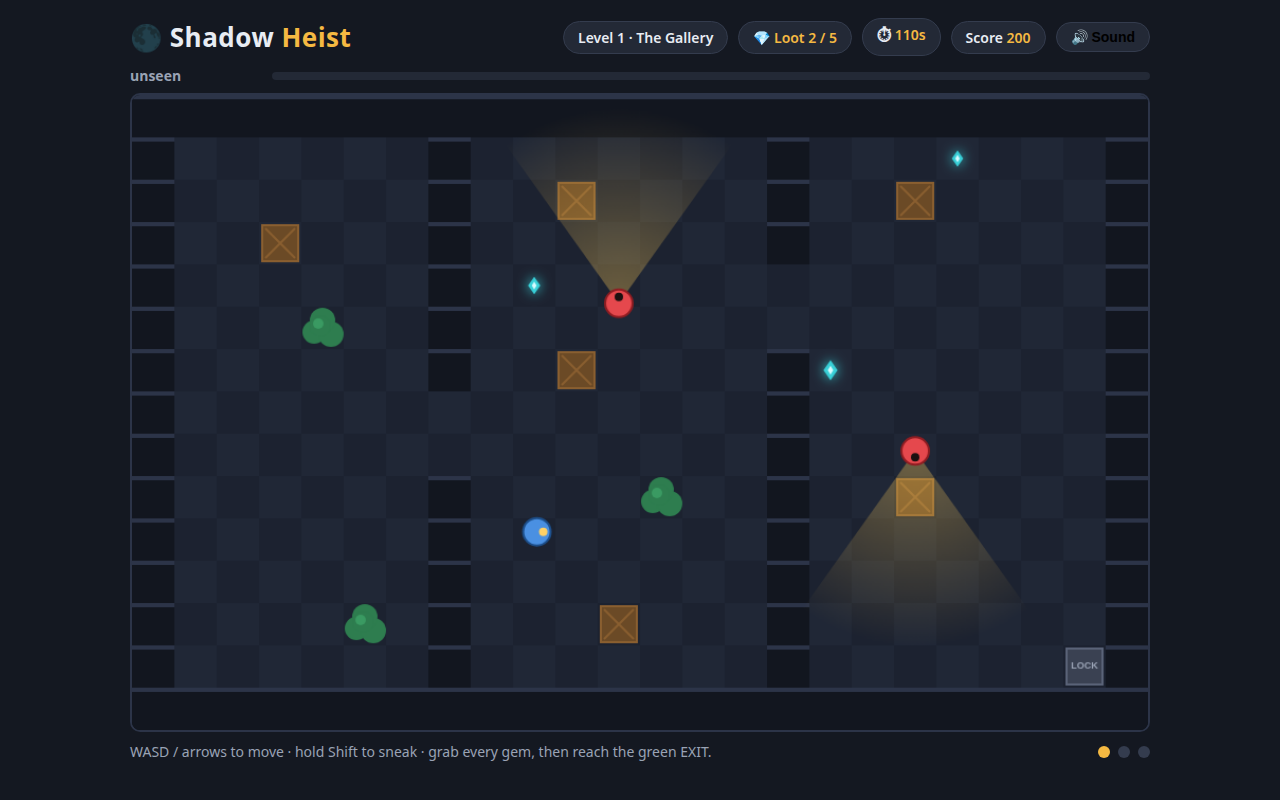 Shadow Heist
Level 1 · The Gallery
💎 Loot 2 / 5
⏱ 110s
Score 200
🔊 Sound
unseen
LOCK
WASD / arrows to move · hold Shift to sneak · grab every gem, then reach the green EXIT.